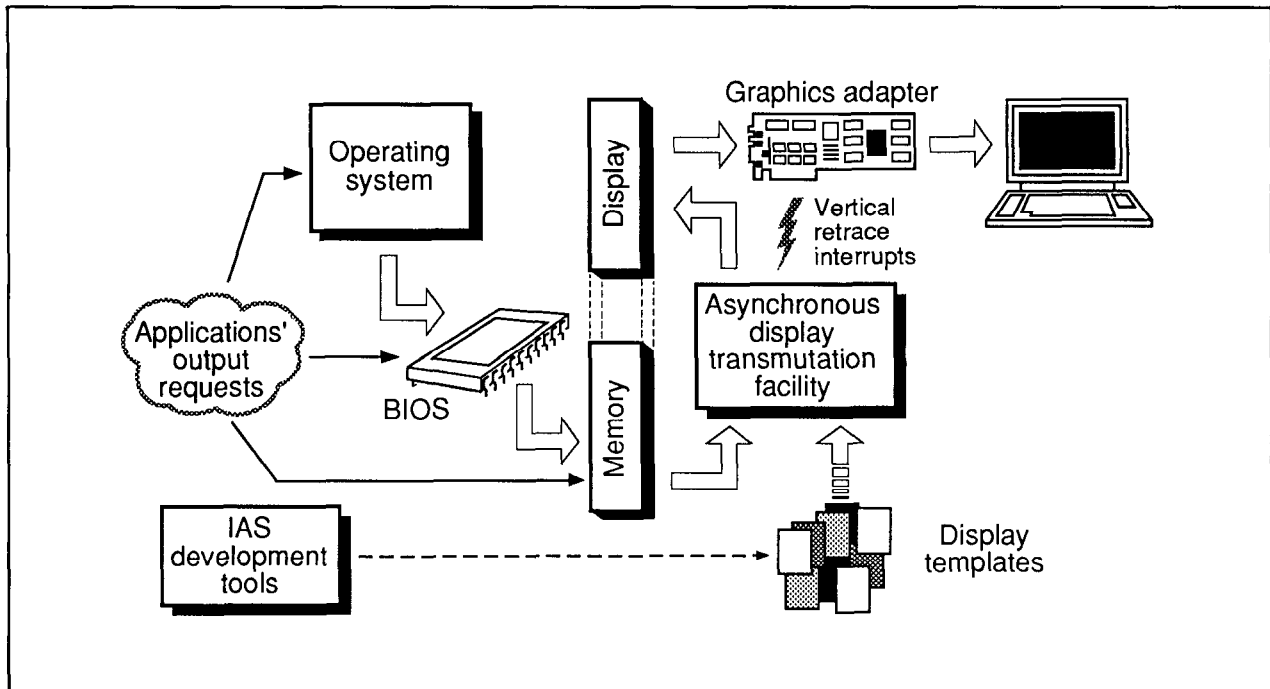 Graphics adapter
Operating
system
Display
Vertical
retrace
interrupts
Applications'
output
requests
BIOS
Memory
Asynchronous
display
transmutation
facility
IAS
development
tools
Display
templates